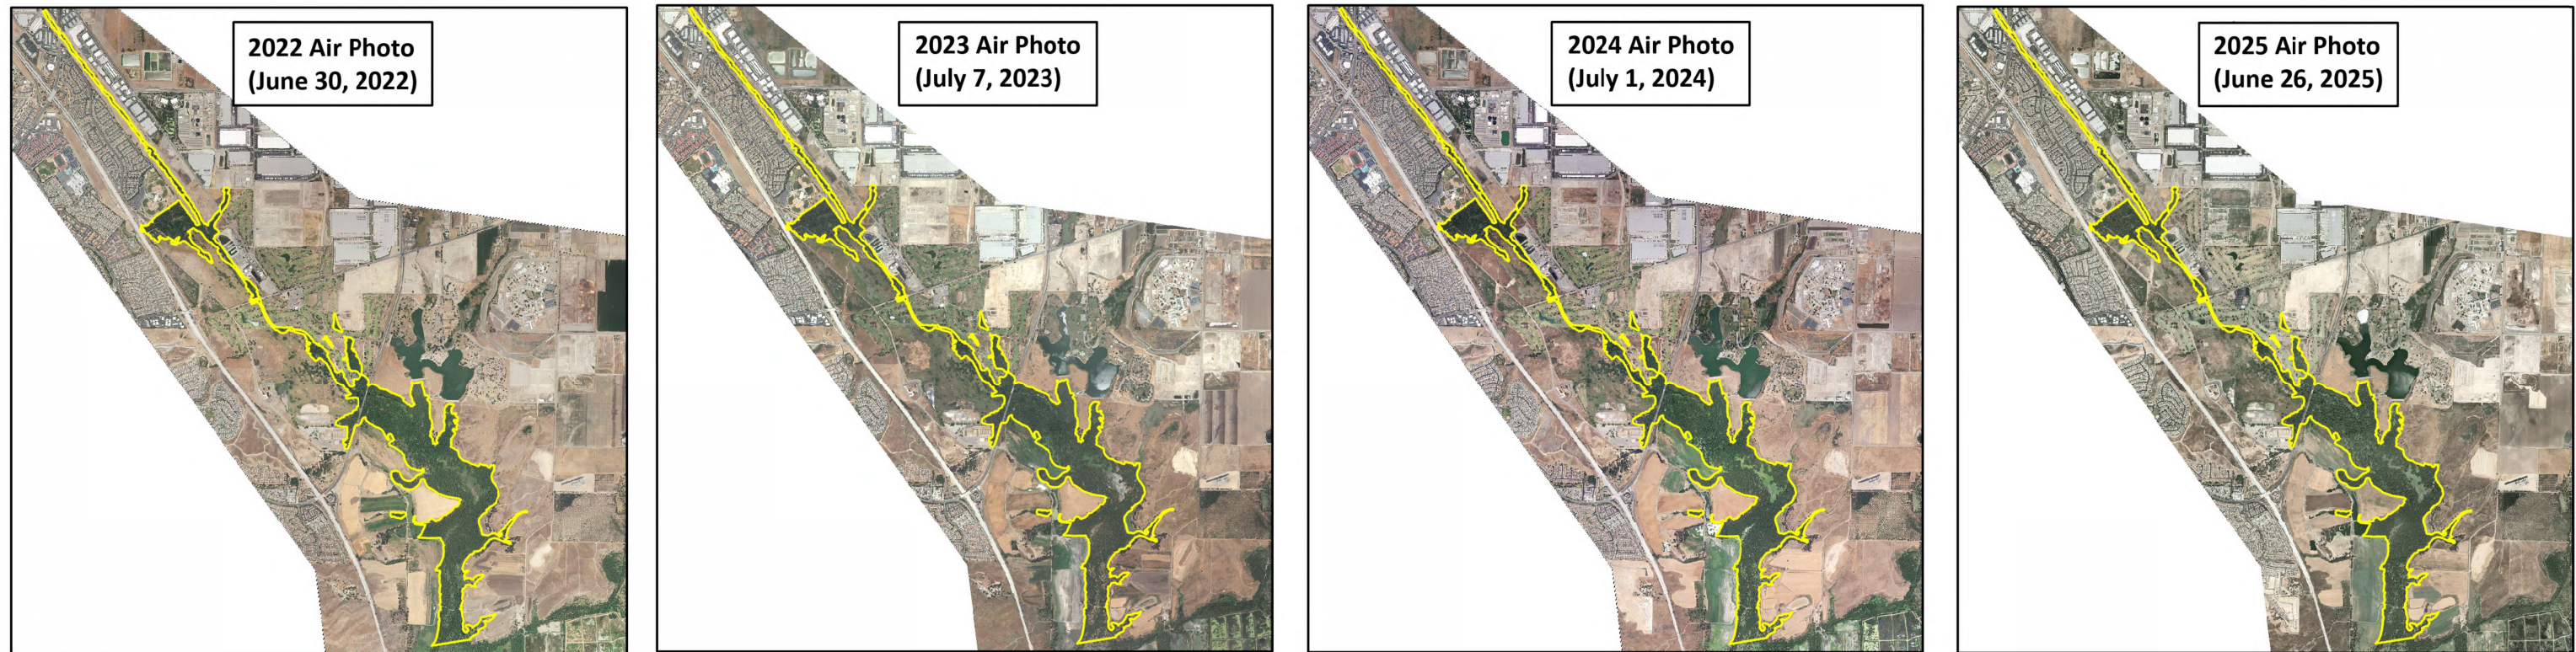 2022 Air Photo
(June 30, 2022)
2023 Air Photo
(July 7, 2023)
2024 Air Photo
(July 1, 2024)
2025 Air Photo
(June 26, 2025)